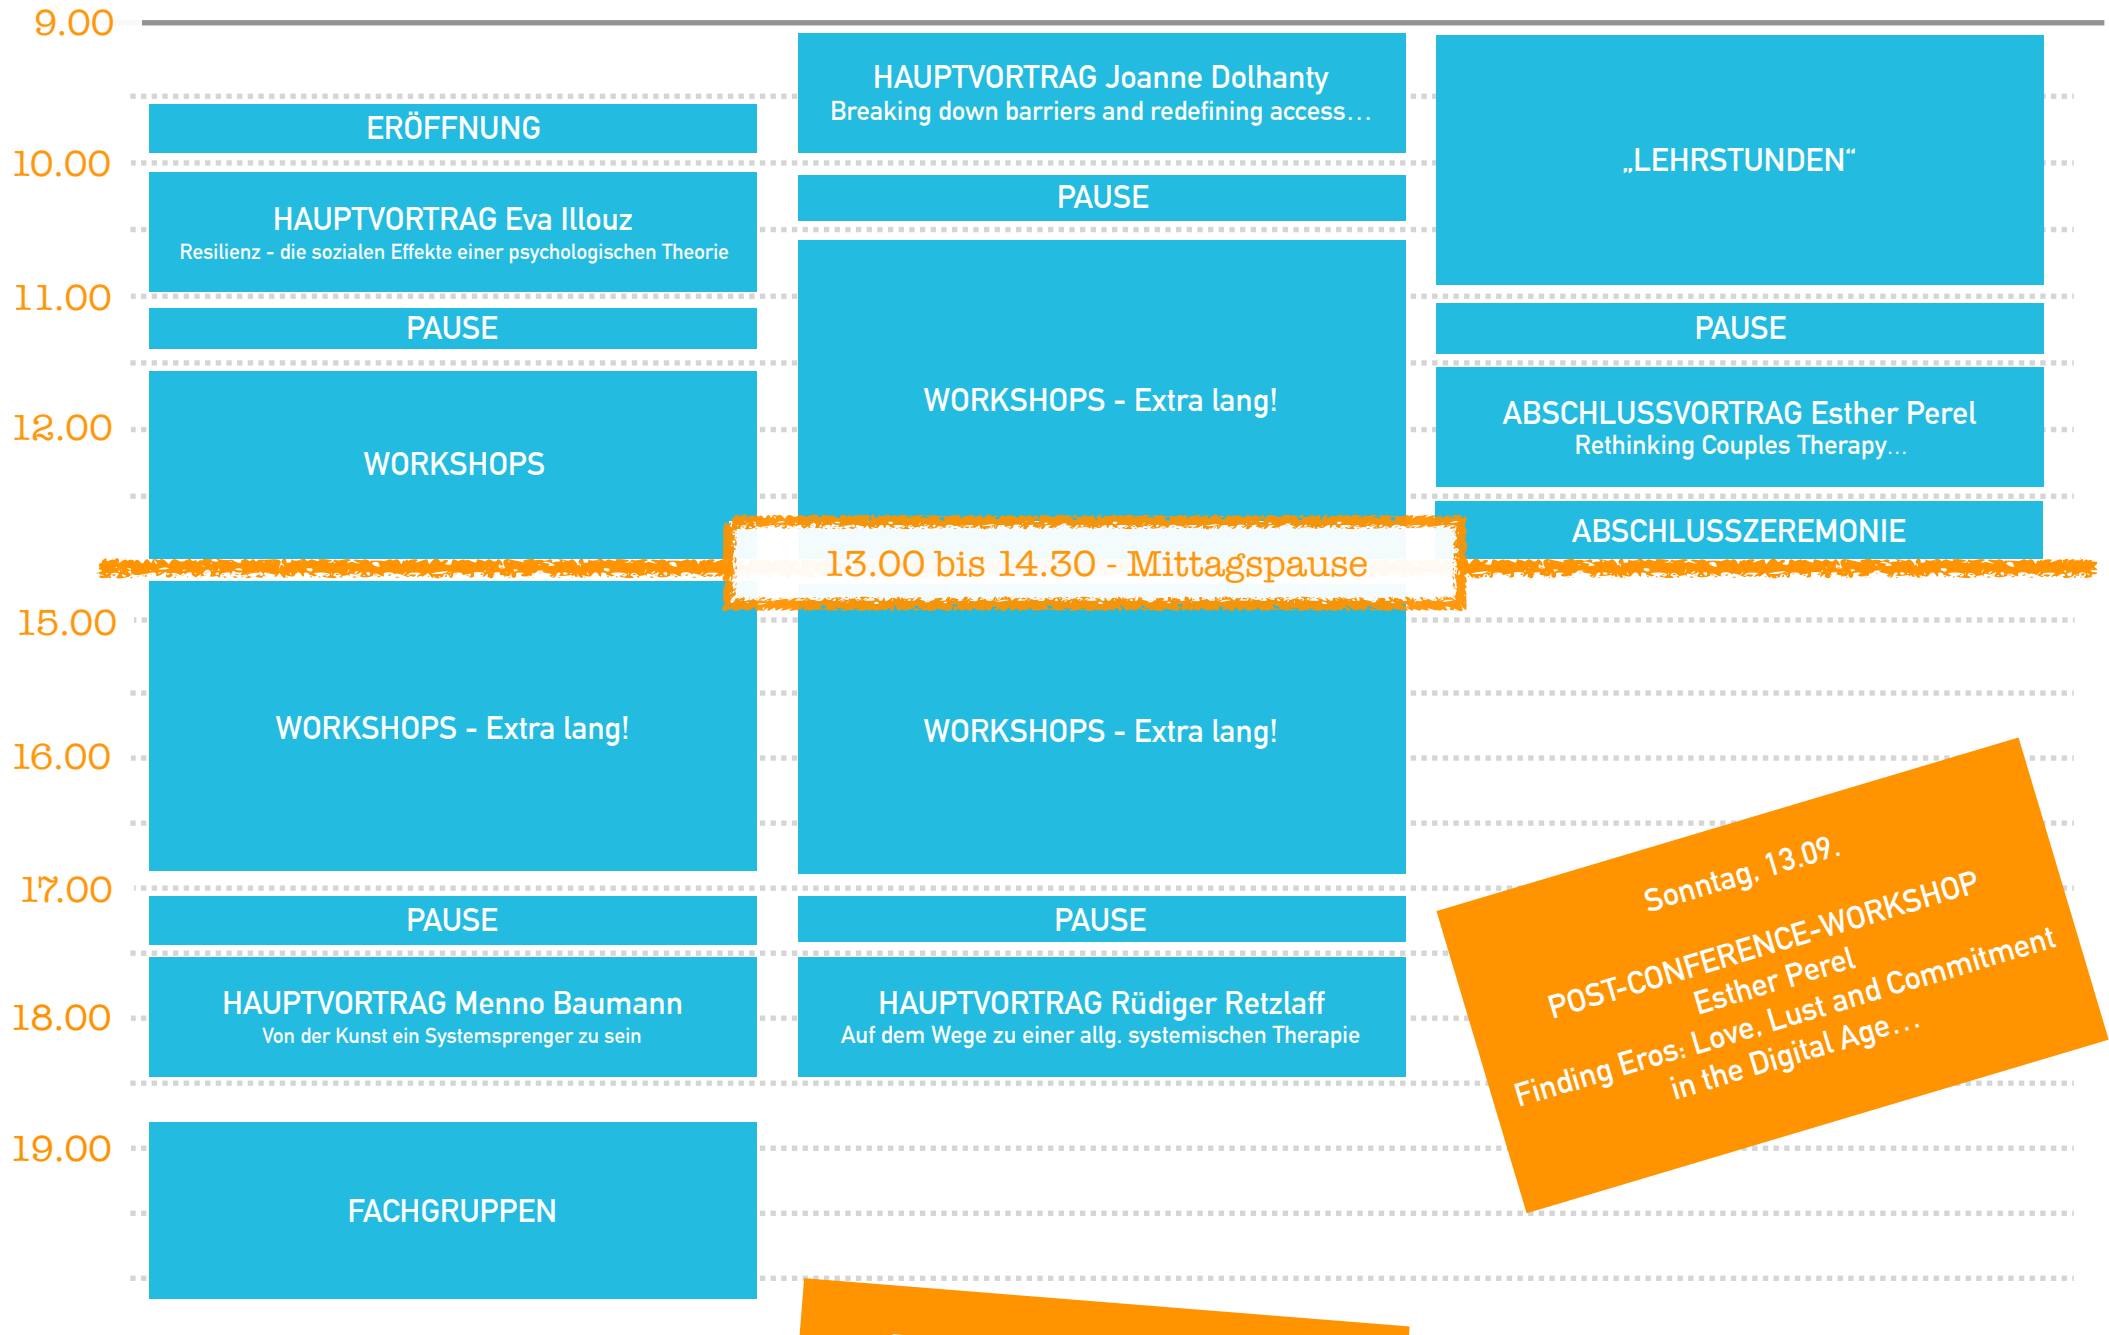 9.00
10.00
11.00
12.00
15.00
16.00
17.00
18.00
19.00
ERÖFFNUNG
HAUPTVORTRAG Eva Illouz
Resilienz - die sozialen Effekte einer psychologischen Theorie
PAUSE
WORKSHOPS
WORKSHOPS - Extra lang!
PAUSE
HAUPTVORTRAG Menno Baumann
Von der Kunst ein Systemsprenger zu sein
FACHGRUPPEN
HAUPTVORTRAG Joanne Dolhanty
Breaking down barriers and redefining access…
PAUSE
WORKSHOPS - Extra lang!
13.00 bis 14.30 - Mittagspause
WORKSHOPS - Extra lang!
PAUSE
HAUPTVORTRAG Rüdiger Retzlaff
Auf dem Wege zu einer allg. systemischen Therapie
„LEHRSTUNDEN“
PAUSE
ABSCHLUSSVORTRAG Esther Perel
Rethinking Couples Therapy…
ABSCHLUSSZEREMONIE
Sonntag, 13.09.
POST-CONFERENCE-WORKSHOP
Esther Perel
Finding Eros: Love, Lust and Commitment
in the Digital Age…